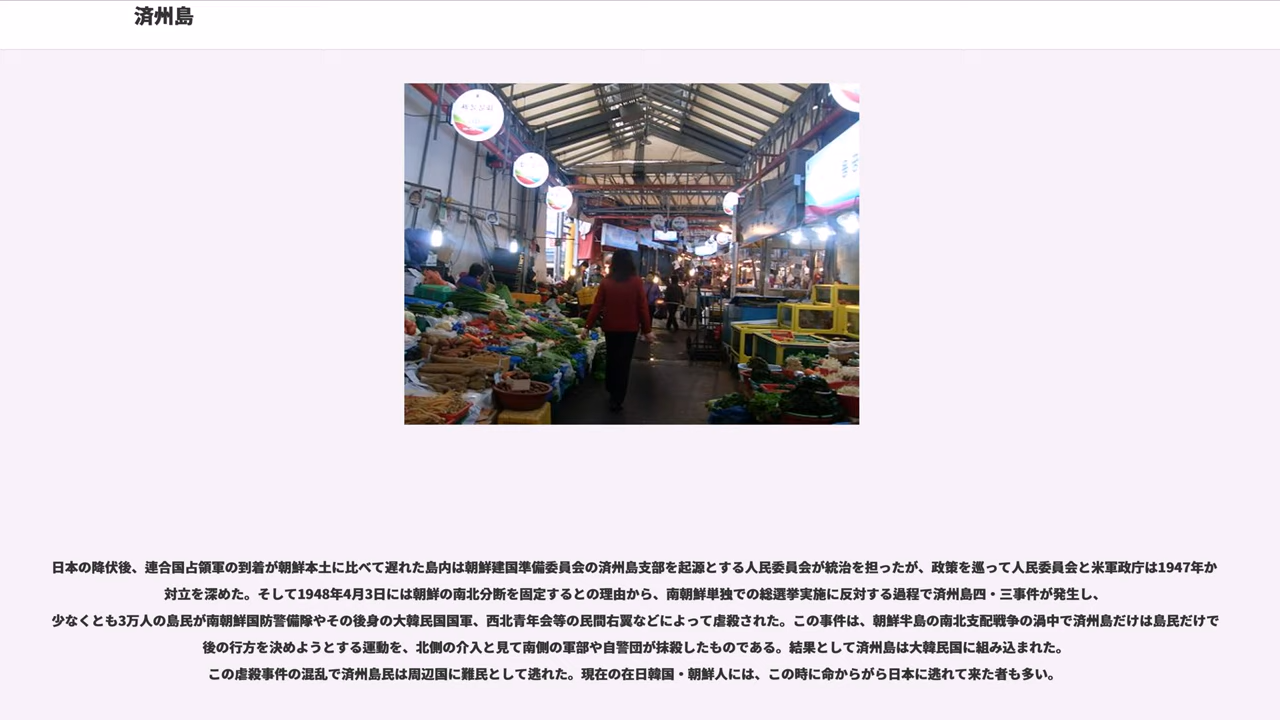 済州島
日本の降伏後、連合国占領軍の到着が朝鮮本土に比べて遅れた島内は朝鮮建国準備委員会の済州島支部を起源とする人民委員会が統治を担ったが、政策を巡って人民委員会と米軍政庁は1947年か
対立を深めた。そして1948年4月3日には朝鮮の南北分断を固定するとの理由から、南朝鮮単独での総選挙実施に反対する過程で済州島四・三事件が発生し、
少なくとも3万人の島民が南朝鮮国防警備隊やその後身の大韓民国国軍、西北青年会等の民間右翼などによって虐殺された。この事件は、朝鮮半島の南北支配戦争の渦中で済州島だけは島民だけで
後の行方を決めようとする運動を、北側の介入と見て南側の軍部や自警団が抹殺したものである。結果として済州島は大韓民国に組み込まれた。
この虐殺事件の混乱で済州島民は周辺国に難民として逃れた。現在の在日韓国・朝鮮人には、この時に命からがら日本に逃れて来た者も多い。